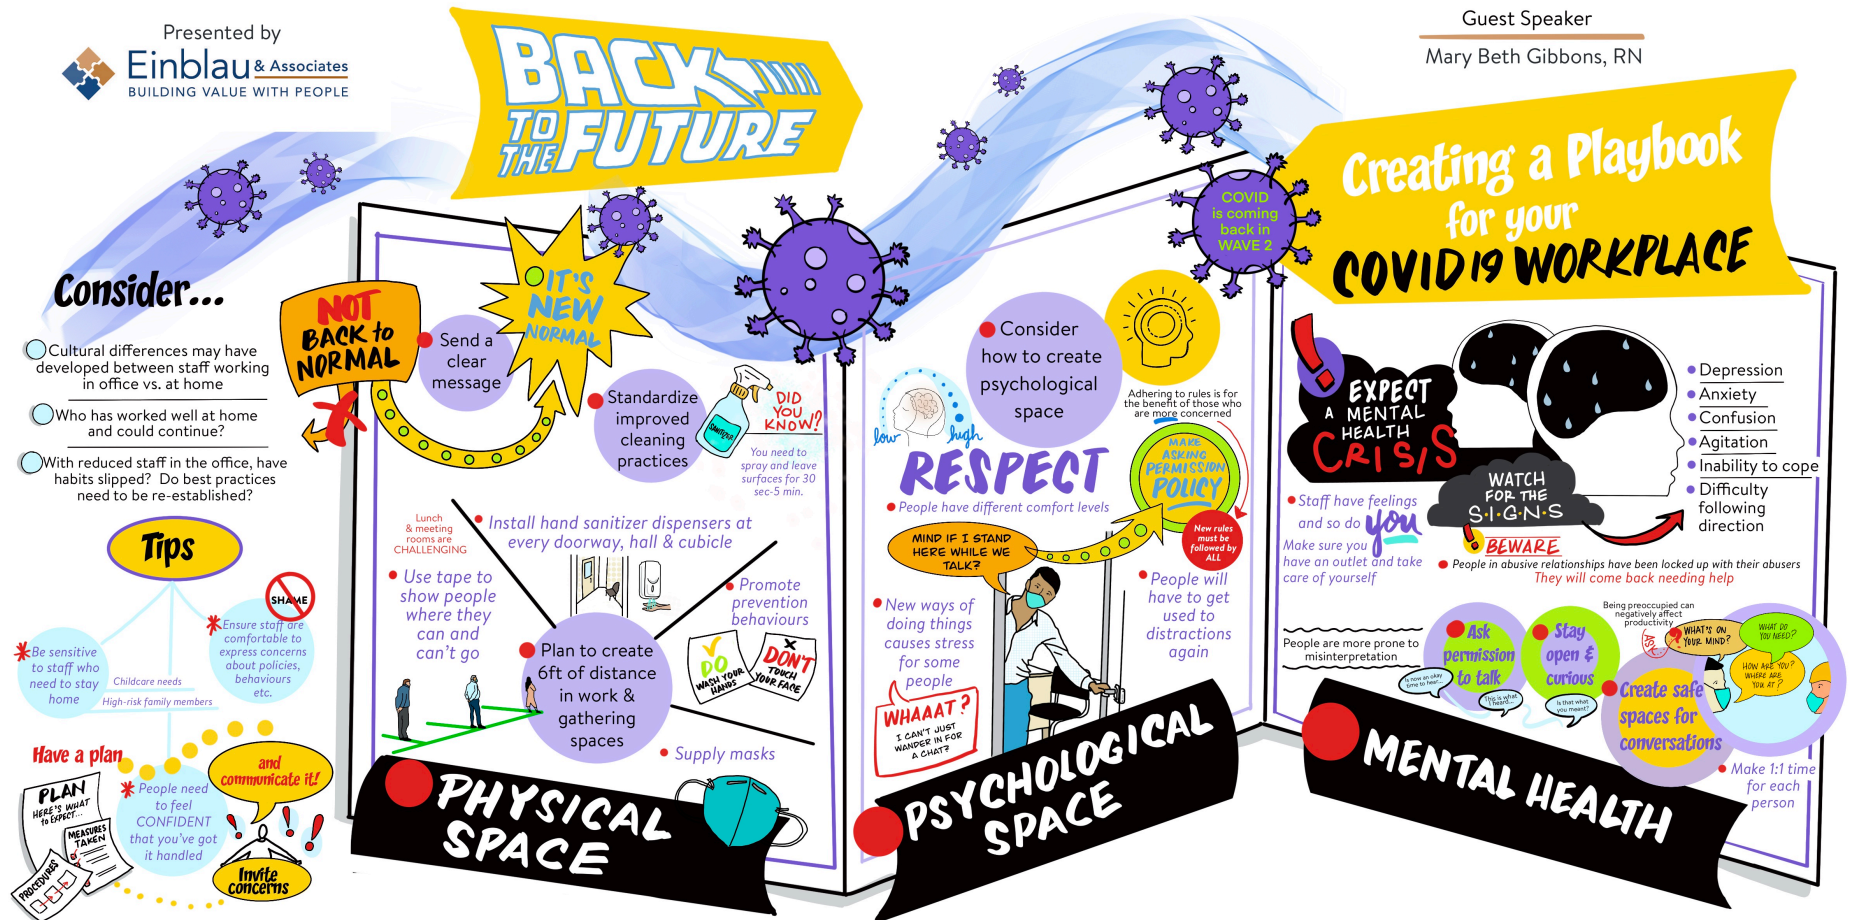 Presented by
Einblau & Associates
BUILDING VALUE WITH PEOPLE
BACK
TO
THE FUTURE
Guest Speaker
Mary Beth Gibbons, RN
Creating a Playbook
for your
COVID19 WORKPLACE
COVID
is coming
back in
WAVE 2
Consider...
Cultural differences may have
developed between staff working
in office vs. at home
Who has worked well at home
and could continue?
With reduced staff in the office, have
habits slipped? Do best practices
need to be re-established?
Tips
SHAME
*Be sensitive
to staff who
need to stay
home
Childcare needs
High-risk family members
*Ensure staff are
comfortable to
express concerns
about policies,
behaviours
etc.
Have a plan
and
communicate it!
PLAN
HERE'S WHAT
to EXPECT...
MEASURES
TAKEN
PROCEDURES
*People need
to feel
CONFIDENT
that you've got
it handled
Invite
concerns
NOT
BACK to
NORMAL
Send a
clear
message
IT'S
NEW
NORMAL
Standardize
improved
cleaning
practices
SANITIZER
DID
YOU
KNOW!?
You need to
spray and leave
surfaces for 30
sec-5 min.
Lunch
& meeting
rooms are
CHALLENGING
Install hand sanitizer dispensers at
every doorway, hall & cubicle
Use tape to
show people
where they
can and
can't go
Promote
prevention
behaviours
DO
WASH YOUR
HANDS
X
DON'T
TOUCH
YOUR FACE
Plan to create
6ft of distance
in work &
gathering
spaces
Supply masks
PHYSICAL
SPACE
Consider
how to create
psychological
space
Adhering to rules is for
the benefit of those who
are more concerned
low
high
RESPECT
People have different comfort levels
MAKE
ASKING
PERMISSION
POLICY
New rules
must be
followed by
ALL
MIND IF I STAND
HERE WHILE WE
TALK?
New ways of
doing things
causes stress
for some
people
People will
have to get
used to
distractions
again
WHAAAT?
I CAN'T JUST
WANDER IN FOR
A CHAT?
PSYCHOLOGICAL
SPACE
EXPECT
A MENTAL
HEALTH
CRISIS
Depression
Anxiety
Confusion
Agitation
Inability to cope
Difficulty
following
direction
WATCH
FOR THE
S·I·G·N·S
Staff have feelings
and so do you
Make sure you
have an outlet and take
care of yourself
BEWARE
People in abusive relationships have been locked up with their abusers
They will come back needing help
People are more prone to
misinterpretation
Ask
permission
to talk
Is now an okay
time to hear...
This is what
I heard...
Stay
open &
curious
Is that what
you meant?
Being preoccupied can
negatively affect
productivity
ASK
WHAT'S ON
YOUR MIND?
WHAT DO
YOU NEED?
HOW ARE YOU?
WHERE ARE
YOU AT?
Create safe
spaces for
conversations
Make 1:1 time
for each
person
MENTAL HEALTH